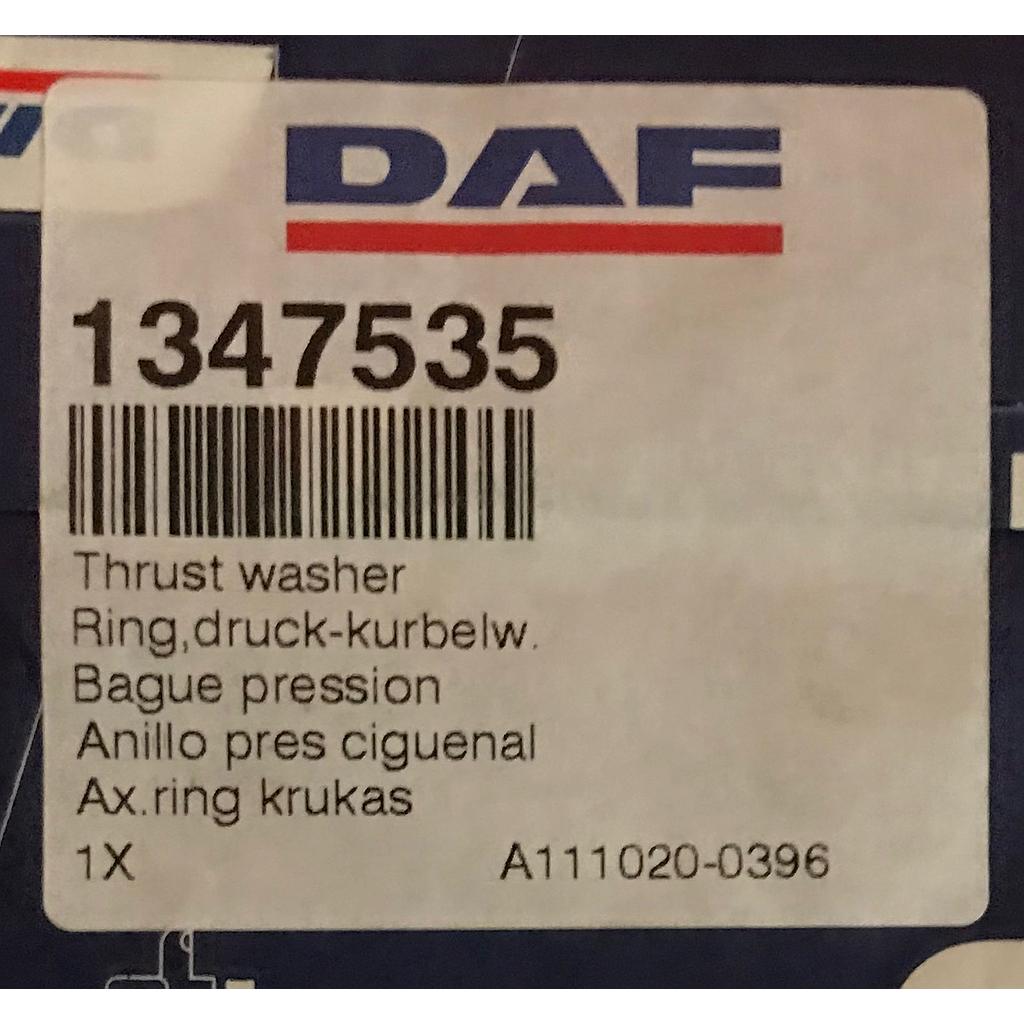 DAF
1347535
Thrust washer
Ring,druck-kurbelw.
Bague pression
Anillo pres ciguenal
Ax.ring krukas
1X A111020-0396